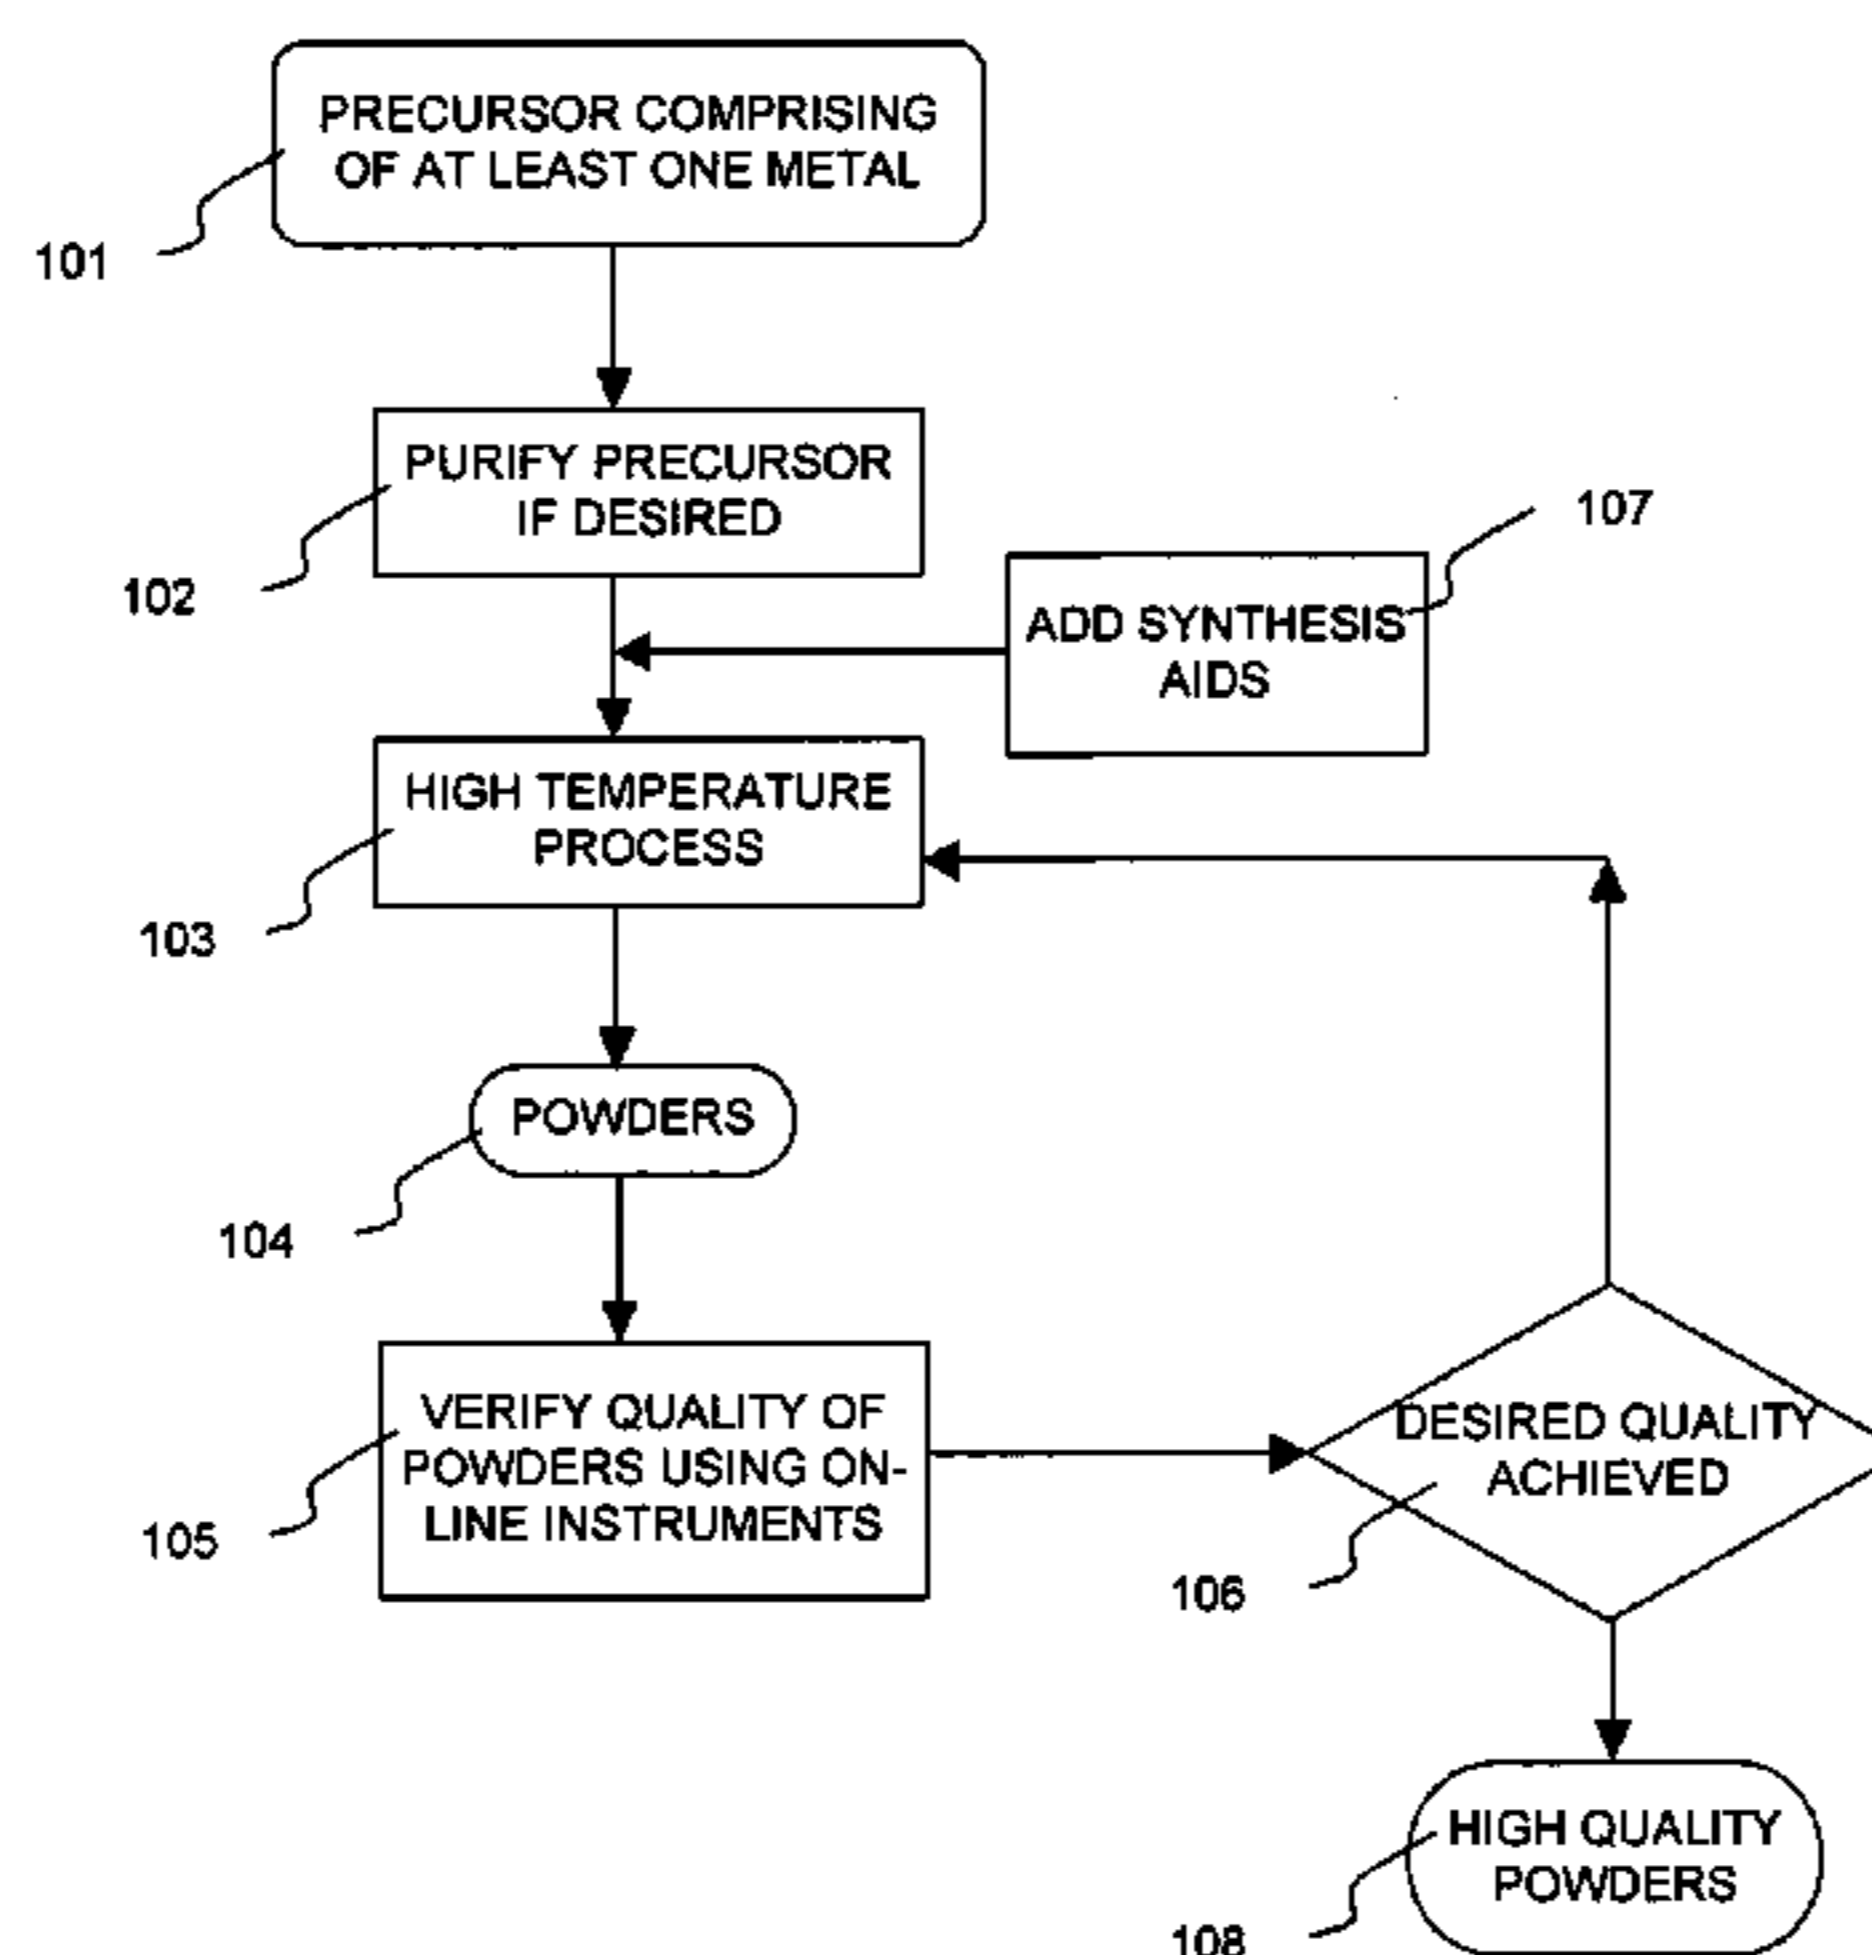 PRECURSOR COMPRISING
OF AT LEAST ONE METAL
101
PURIFY PRECURSOR
IF DESIRED
102
107
ADD SYNTHESIS
AIDS
HIGH TEMPERATURE
PROCESS
103
POWDERS
104
VERIFY QUALITY OF
POWDERS USING ON-
LINE INSTRUMENTS
105
DESIRED QUALITY
ACHIEVED
106
HIGH QUALITY
POWDERS
108